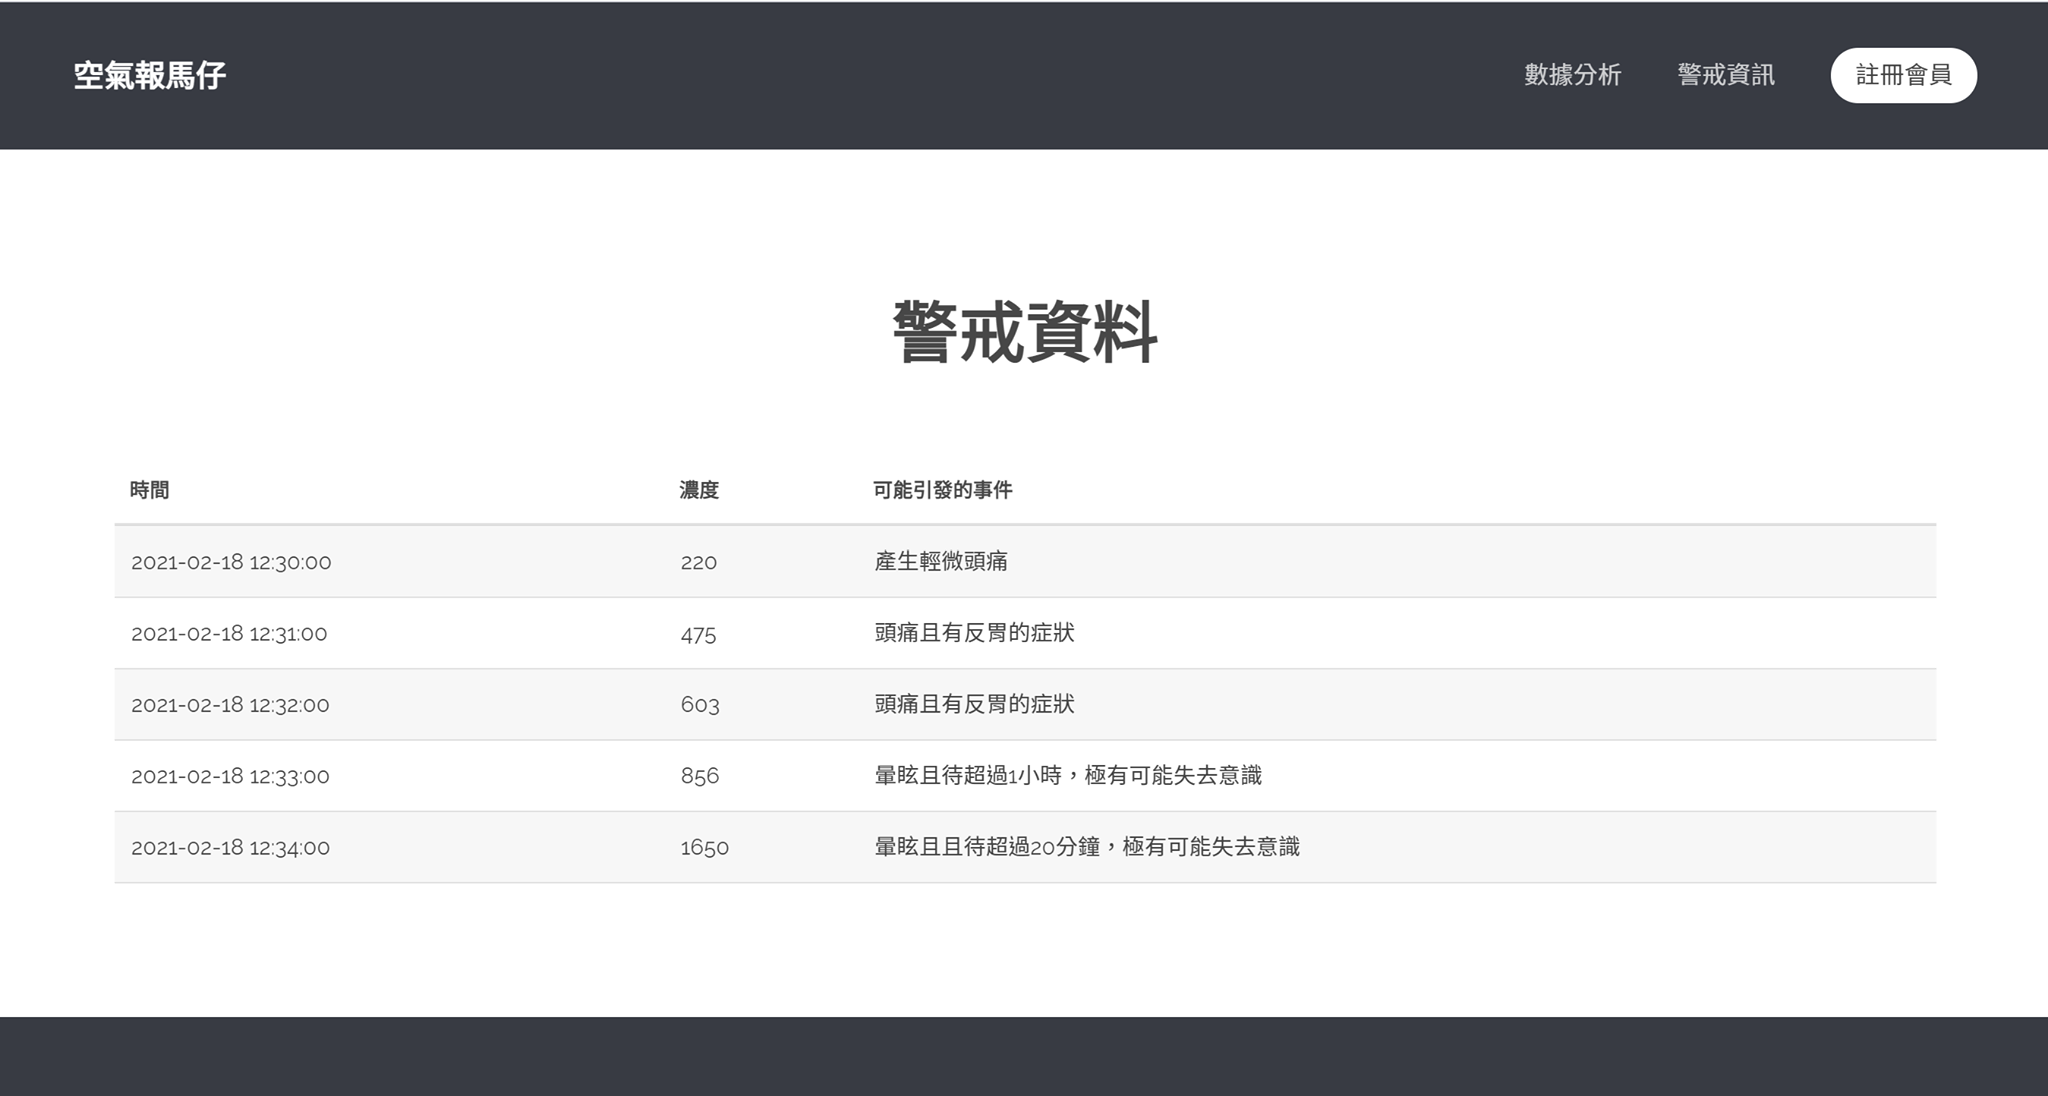 空氣報馬仔
數據分析 警戒資訊 註冊會員
警戒資料
時間 濃度 可能引發的事件
2021-02-18 12:30:00 220 產生輕微頭痛
2021-02-18 12:31:00 475 頭痛且有反胃的症狀
2021-02-18 12:32:00 603 頭痛且有反胃的症狀
2021-02-18 12:33:00 856 暈眩且待超過1小時，極有可能失去意識
2021-02-18 12:34:00 1650 暈眩且且待超過20分鐘，極有可能失去意識